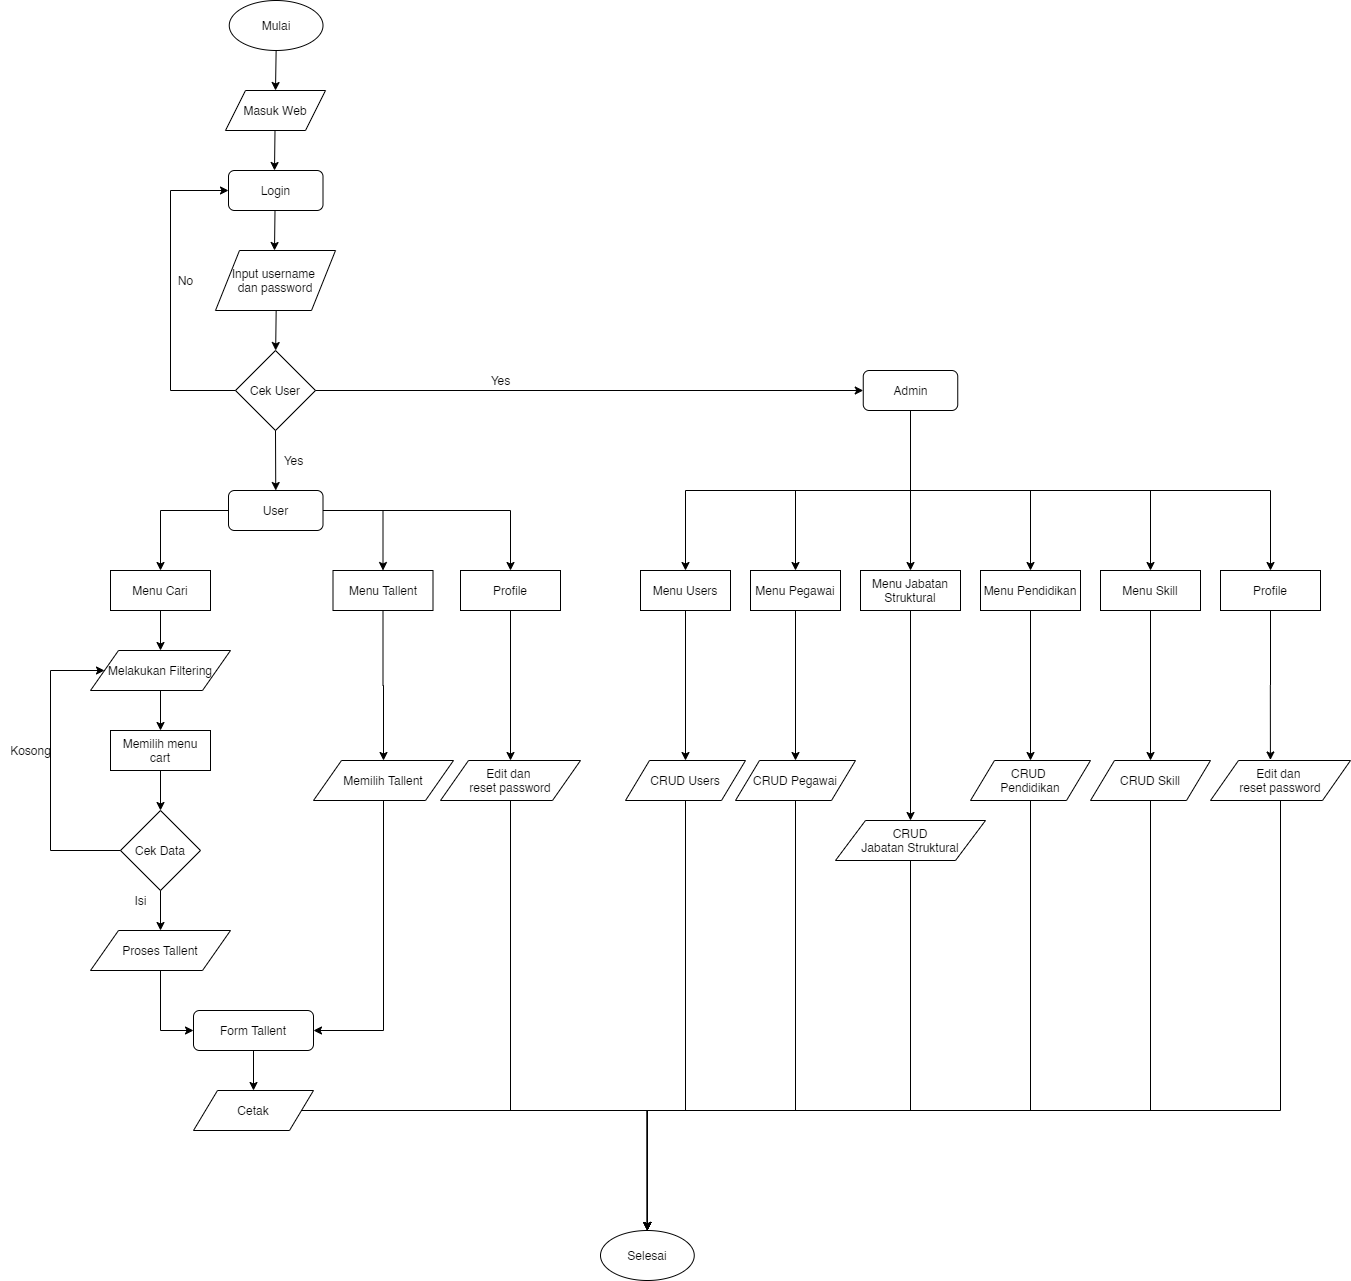 Mulai
Masuk Web
Login
No
Input username
dan password
Cek User
Yes
Admin
Yes
User
Menu Cari
Menu Tallent
Profile
Menu Users
Menu Pegawai
Menu Jabatan
Struktural
Menu Pendidikan
Menu Skill
Profile
Melakukan Filtering
Kosong
Memilih menu
cart
Memilih Tallent
Edit dan
reset password
CRUD Users
CRUD Pegawai
CRUD
Pendidikan
CRUD Skill
Edit dan
reset password
CRUD
Jabatan Struktural
Cek Data
Isi
Proses Tallent
Form Tallent
Cetak
Selesai